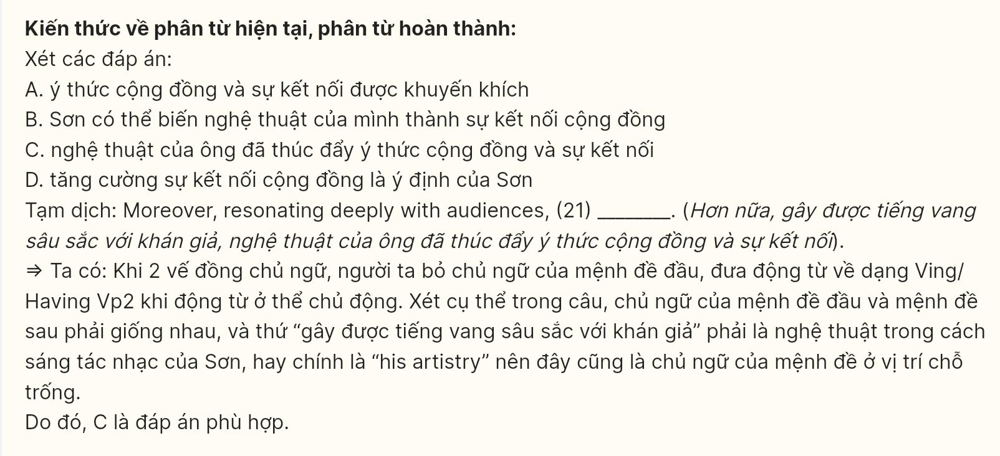 Kiến thức về phân từ hiện tại, phân từ hoàn thành:
Xét các đáp án:
A. ý thức cộng đồng và sự kết nối được khuyến khích
B. Sơn có thể biến nghệ thuật của mình thành sự kết nối cộng đồng
C. nghệ thuật của ông đã thúc đẩy ý thức cộng đồng và sự kết nối
D. tăng cường sự kết nối cộng đồng là ý định của Sơn
Tạm dịch: Moreover, resonating deeply with audiences, (21) ________. (Hơn nữa, gây được tiếng vang
sâu sắc với khán giả, nghệ thuật của ông đã thúc đẩy ý thức cộng đồng và sự kết nối).
⇒ Ta có: Khi 2 vế đồng chủ ngữ, người ta bỏ chủ ngữ của mệnh đề đầu, đưa động từ về dạng Ving/
Having Vp2 khi động từ ở thể chủ động. Xét cụ thể trong câu, chủ ngữ của mệnh đề đầu và mệnh đề
sau phải giống nhau, và thứ “gây được tiếng vang sâu sắc với khán giả” phải là nghệ thuật trong cách
sáng tác nhạc của Sơn, hay chính là “his artistry” nên đây cũng là chủ ngữ của mệnh đề ở vị trí chỗ
trống.
Do đó, C là đáp án phù hợp.